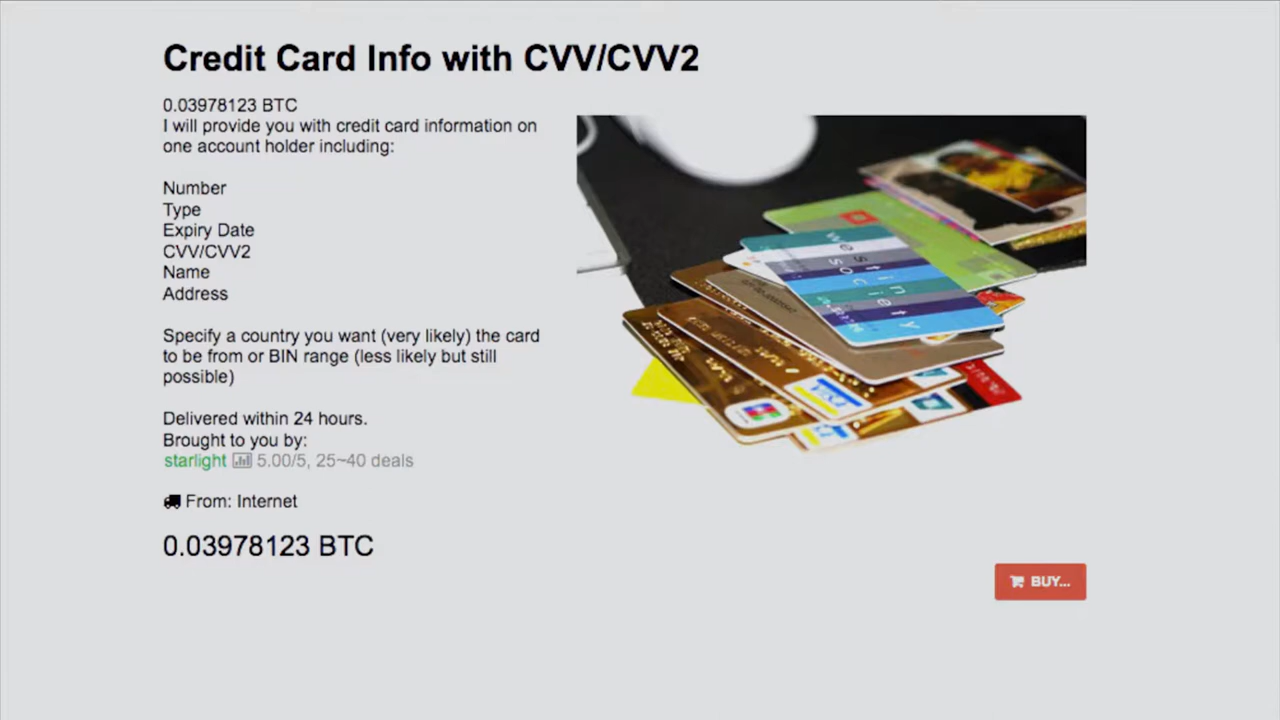 Credit Card Info with CVV/CVV2
0.03978123 BTC
I will provide you with credit card information on
one account holder including:
Number
Type
Expiry Date
CVV/CVV2
Name
Address
Specify a country you want (very likely) the card
to be from or BIN range (less likely but still
possible)
Delivered within 24 hours.
Brought to you by:
starlight 5.00/5, 25~40 deals
From: Internet
0.03978123 BTC
BUY...